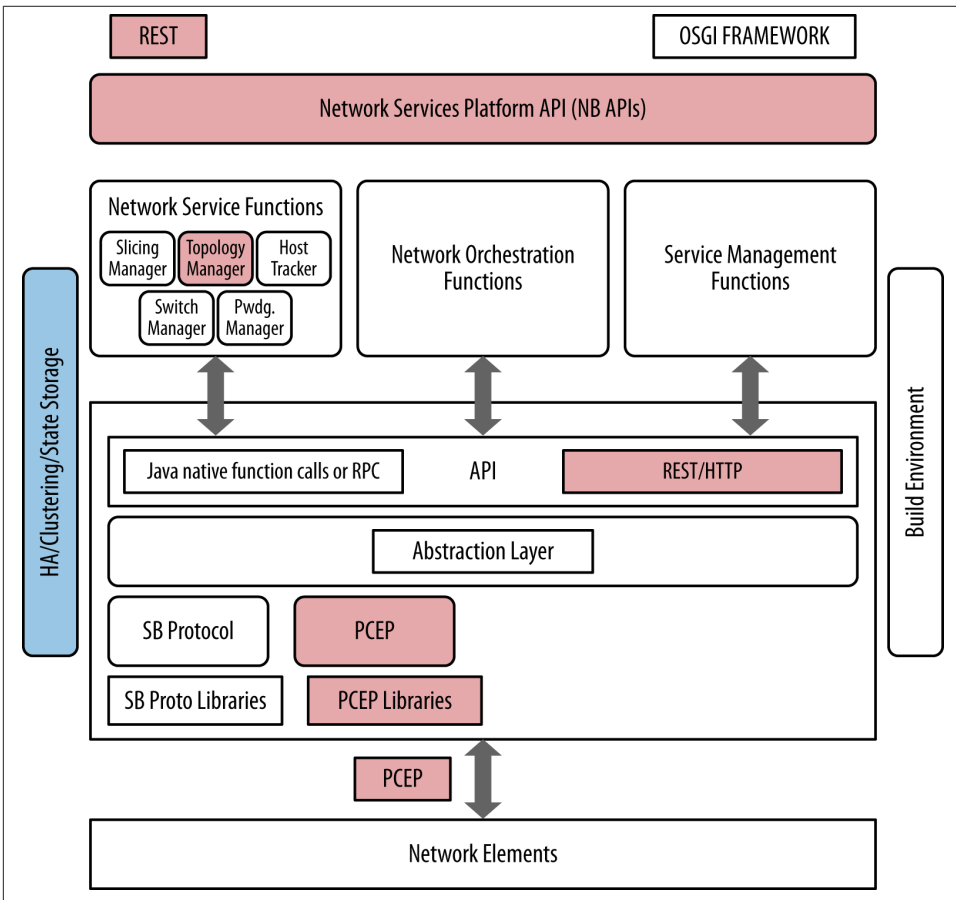 REST
OSGI FRAMEWORK
Network Services Platform API (NB APIs)
Network Service Functions
Slicing
Manager
Topology
Manager
Host
Tracker
Switch
Manager
Pwdg.
Manager
Network Orchestration
Functions
Service Management
Functions
HA/Clustering/State Storage
Build Environment
Java native function calls or RPC
API
REST/HTTP
Abstraction Layer
SB Protocol
PCEP
SB Proto Libraries
PCEP Libraries
PCEP
Network Elements